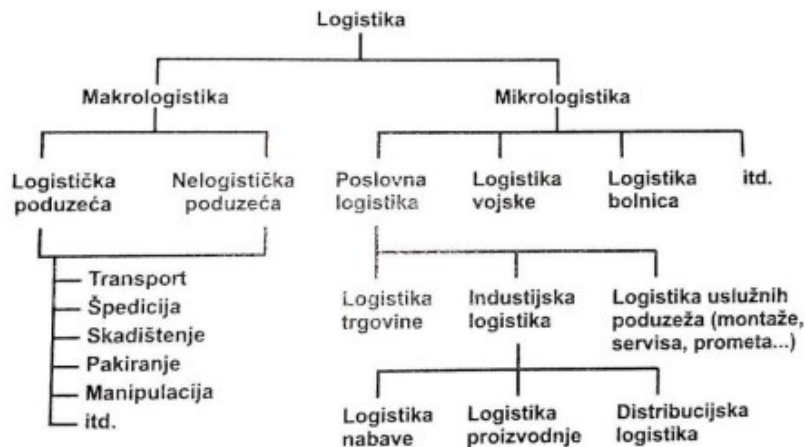 Logistika
Makrologistika
Mikrologistika
Logistička
poduzeća
Nelogistička
poduzeća
Poslovna
logistika
Logistika
vojske
Logistika
bolnica
itd.
Transport
Špedicija
Skadištenje
Pakiranje
Manipulacija
itd.
Logistika
trgovine
Industijska
logistika
Logistika uslužnih
poduzeža (montaže,
servisa, prometa...)
Logistika
nabave
Logistika
proizvodnje
Distribucijska
logistika